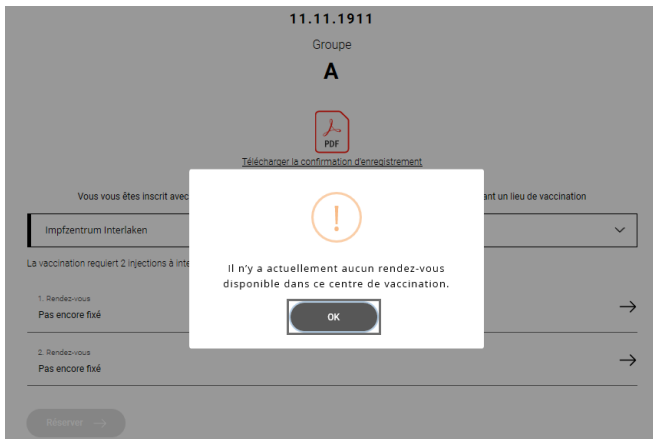 11.11.1911
Groupe
A
PDF
Télécharger la confirmation d'enregistrement
Vous vous êtes inscrit avec
ant un lieu de vaccination
Impfzentrum Interlaken
La vaccination requiert 2 injections à inte
!
Il n'y a actuellement aucun rendez-vous
disponible dans ce centre de vaccination.
OK
1. Rendez-vous
Pas encore fixé
2. Rendez-vous
Pas encore fixé
Réserver